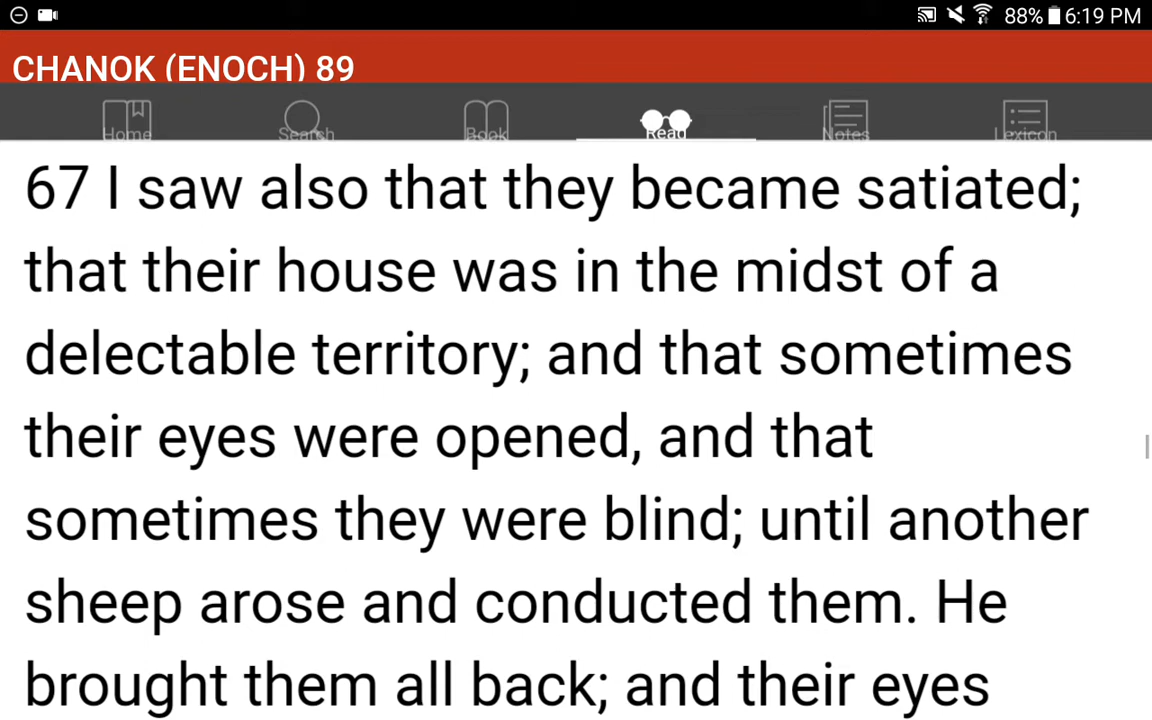 88% 6:19 PM
CHANOK (ENOCH) 89
Home Search Book Read Notes Lexicon
67 I saw also that they became satiated;
that their house was in the midst of a
delectable territory; and that sometimes
their eyes were opened, and that
sometimes they were blind; until another
sheep arose and conducted them. He
brought them all back; and their eyes